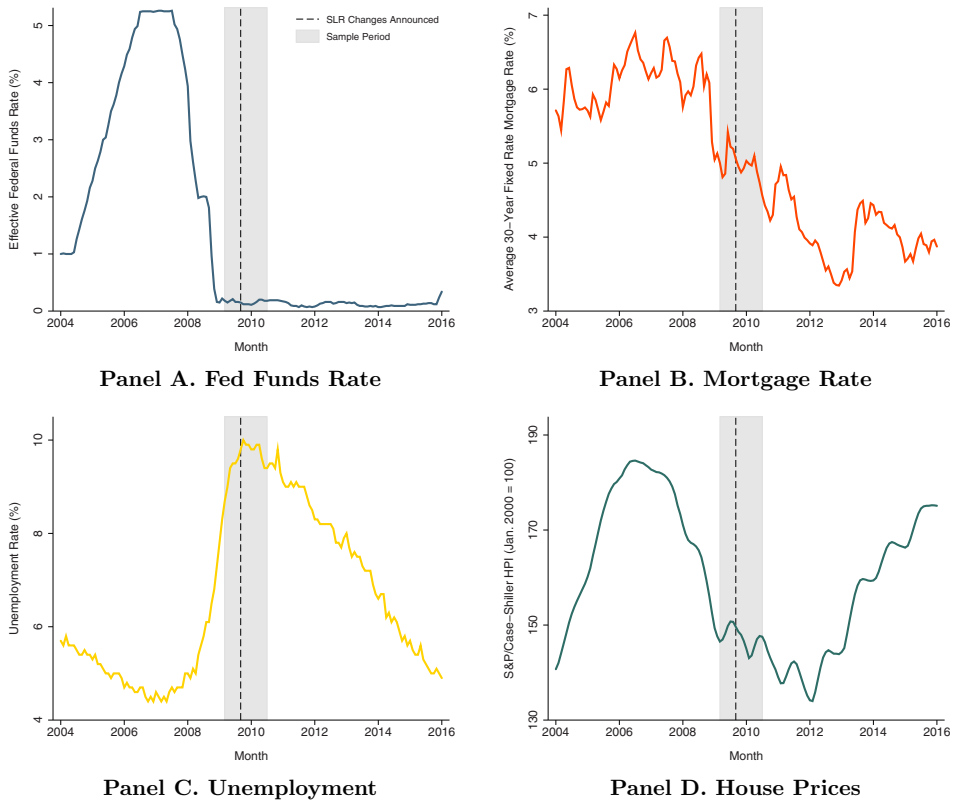 Effective Federal Funds Rate (%)
5
4
3
2
1
0
SLR Changes Announced
Sample Period
2004 2006 2008 2010 2012 2014 2016
Month
Panel A. Fed Funds Rate
Average 30−Year Fixed Rate Mortgage Rate (%)
7
6
5
4
3
2004 2006 2008 2010 2012 2014 2016
Month
Panel B. Mortgage Rate
Unemployment Rate (%)
10
8
6
4
2004 2006 2008 2010 2012 2014 2016
Month
Panel C. Unemployment
S&P/Case−Shiller HPI (Jan. 2000 = 100)
190
170
150
130
2004 2006 2008 2010 2012 2014 2016
Month
Panel D. House Prices